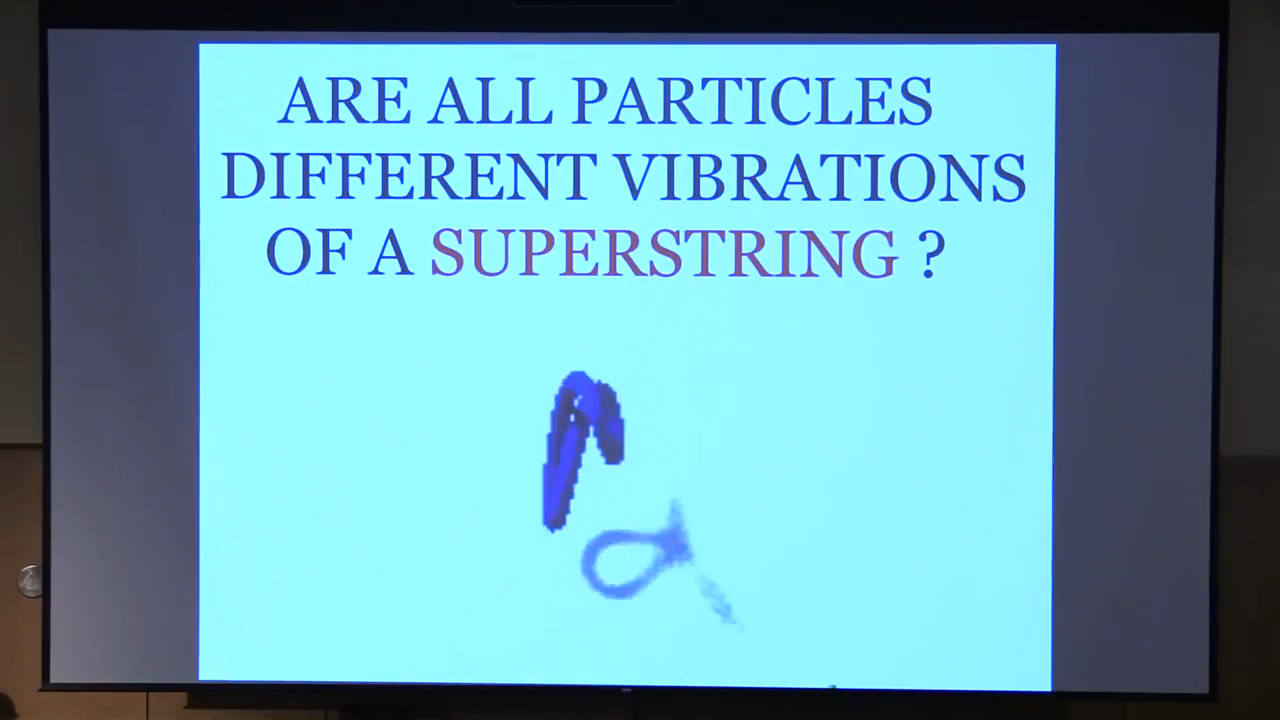 ARE ALL PARTICLES
DIFFERENT VIBRATIONS
OF A SUPERSTRING ?